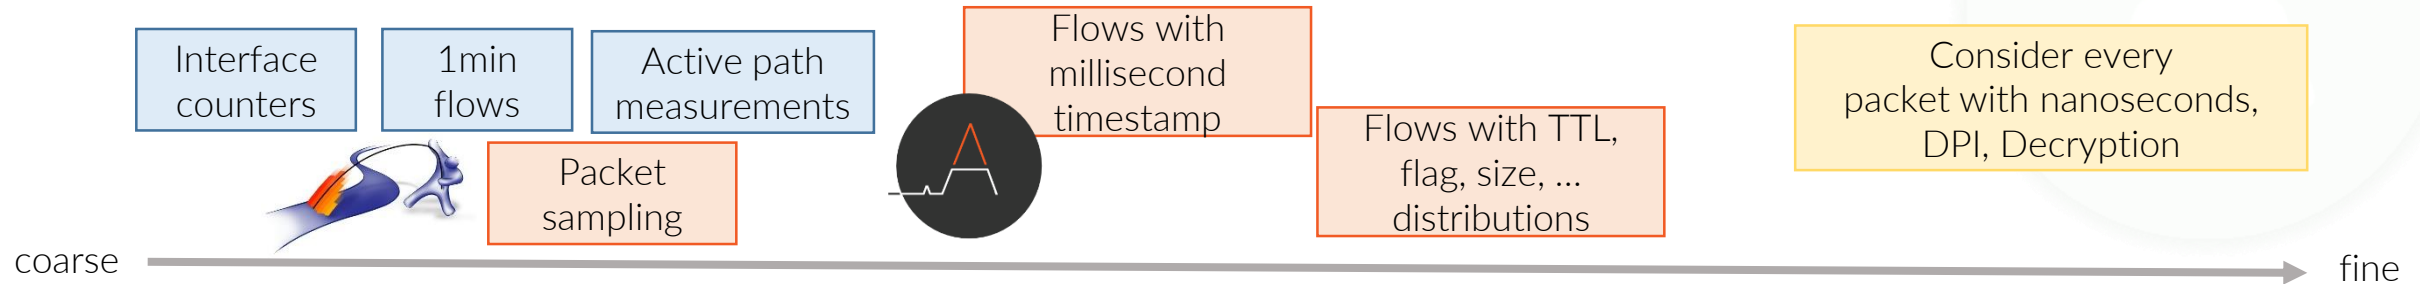 Interface
counters
1min
flows
Active path
measurements
Packet
sampling
Flows with
millisecond
timestamp
Flows with TTL,
flag, size, ...
distributions
Consider every
packet with nanoseconds,
DPI, Decryption
coarse
fine